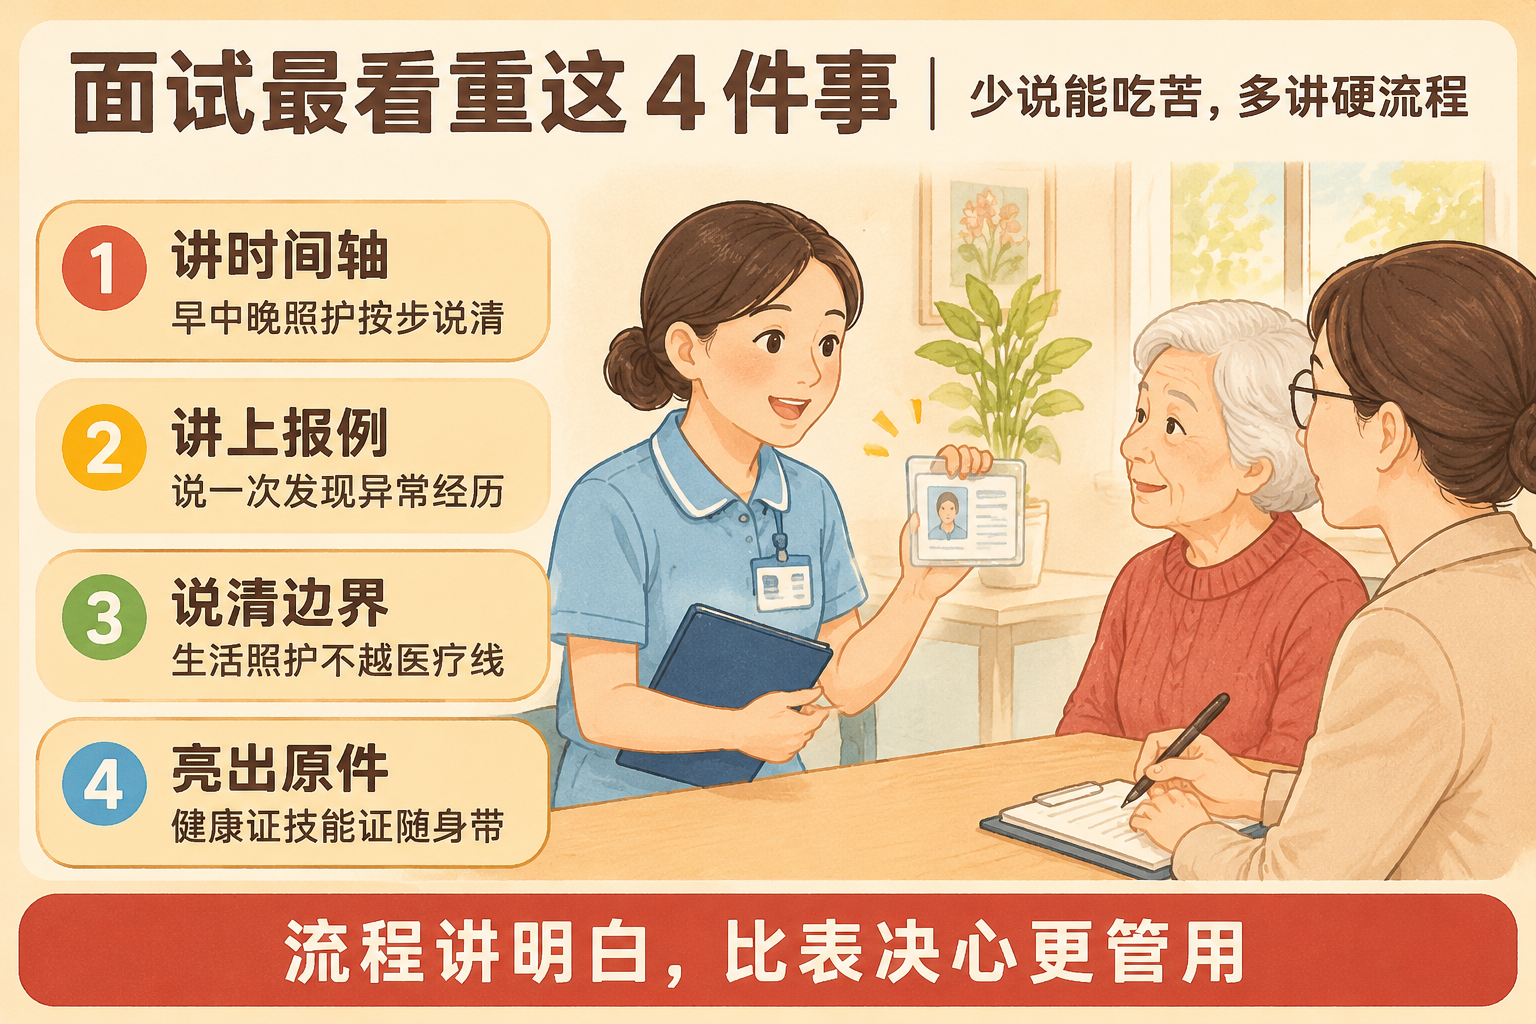 面试最看重这4件事
少说能吃苦，多讲硬流程
1
讲时间轴
早中晚照护按步说清
2
讲上报例
说一次发现异常经历
3
说清边界
生活照护不越医疗线
4
亮出原件
健康证技能证随身带
流程讲明白，比表决心更管用